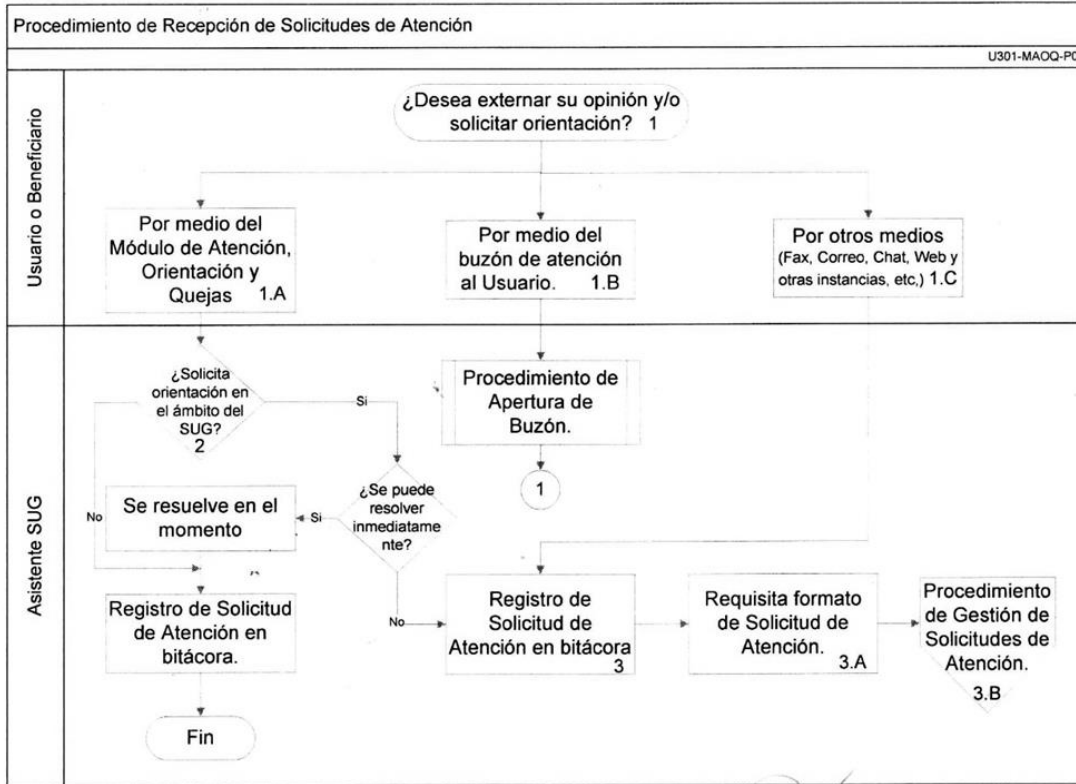 Procedimiento de Recepción de Solicitudes de Atención
U301-MAOQ-P0
Usuario o Beneficiario
¿Desea externar su opinión y/o
solicitar orientación? 1
Por medio del
Módulo de Atención,
Orientación y
Quejas 1.A
Por medio del
buzón de atención
al Usuario. 1.B
Por otros medios
(Fax, Correo, Chat, Web y
otras instancias, etc,) 1.C
Asistente SUG
¿Solicita
orientación en
el ámbito del
SUG?
2
Si
No
Procedimiento de
Apertura de
Buzón.
1
¿Se puede
resolver
inmediatame
nte?
Si
No
Se resuelve en el
momento
Registro de Solicitud
de Atención en
bitácora.
Fin
Registro de
Solicitud de
Atención en bitácora
3
Requisita formato
de Solicitud de
Atención.
3.A
Procedimiento
de Gestión de
Solicitudes de
Atención.
3.B